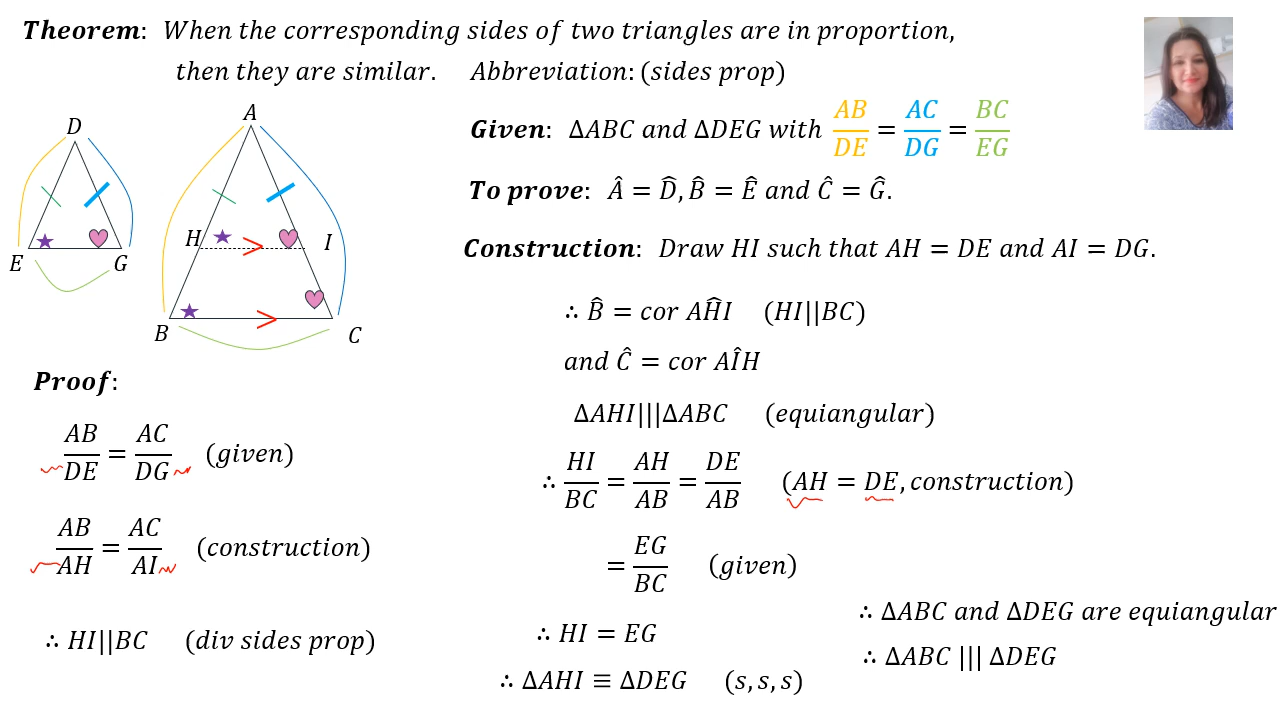 Theorem: When the corresponding sides of two triangles are in proportion,
then they are similar. Abbreviation: (sides prop)
D
A
E
G
H
I
B
C
Given: ΔABC and ΔDEG with AB/DE = AC/DG = BC/EG
To prove: Â = D̂, B̂ = Ê and Ĉ = Ĝ.
Construction: Draw HI such that AH = DE and AI = DG.
Proof:
AB/DE = AC/DG (given)
AB/AH = AC/AI (construction)
∴ HI||BC (div sides prop)
∴ B̂ = cor AĤI (HI||BC)
and Ĉ = cor AÎH
ΔAHI|||ΔABC (equiangular)
∴ HI/BC = AH/AB = DE/AB (AH = DE, construction)
= EG/BC (given)
∴ HI = EG
∴ ΔAHI ≡ ΔDEG (s, s, s)
∴ ΔABC and ΔDEG are equiangular
∴ ΔABC ||| ΔDEG